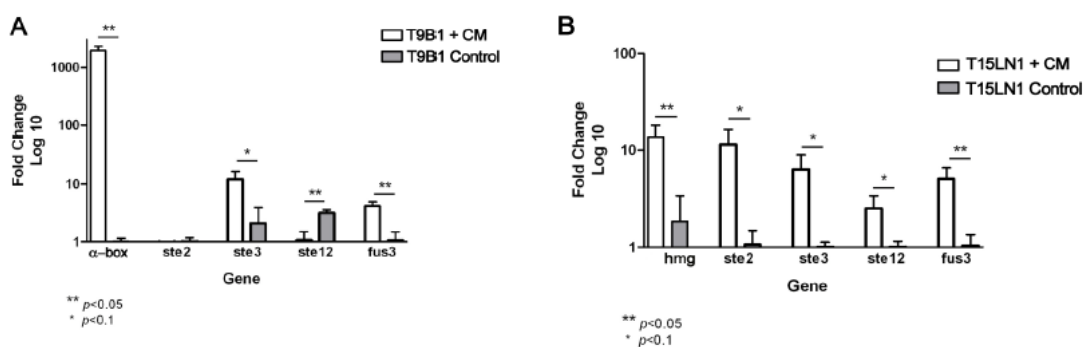 A
T9B1 + CM
T9B1 Control
Fold Change
Log 10
1000
100
10
1
**
*
**
**
α-box ste2 ste3 ste12 fus3
Gene
** p<0.05
* p<0.1
B
T15LN1 + CM
T15LN1 Control
Fold Change
Log 10
100
10
1
**
*
*
*
**
hmg ste2 ste3 ste12 fus3
Gene
** p<0.05
* p<0.1